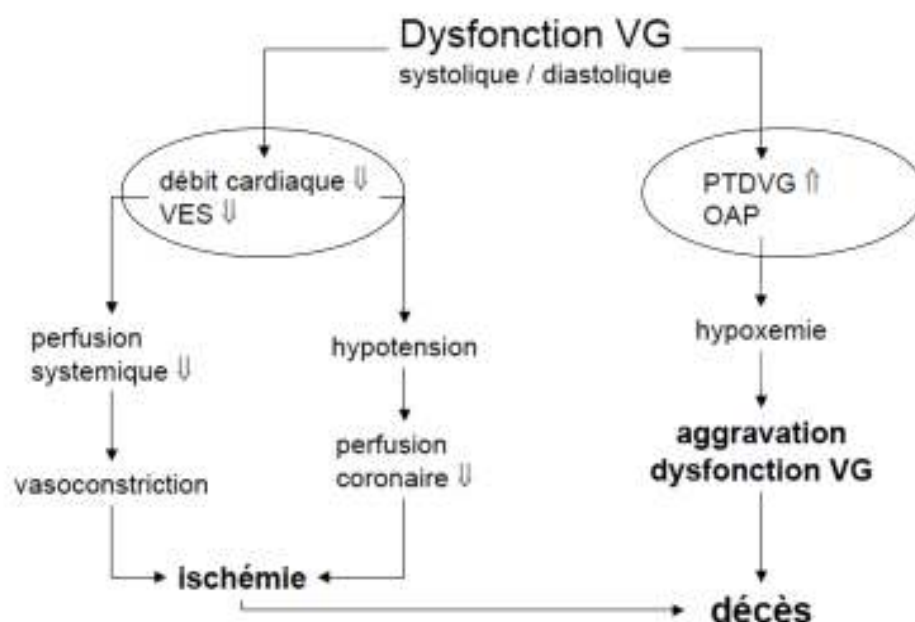 Dysfonction VG
systolique / diastolique
débit cardiaque ⇓
VES ⇓
PTDVG ⇑
OAP
perfusion
systemique ⇓
hypotension
hypoxemie
vasoconstriction
perfusion
coronaire ⇓
aggravation
dysfonction VG
ischémie
décès